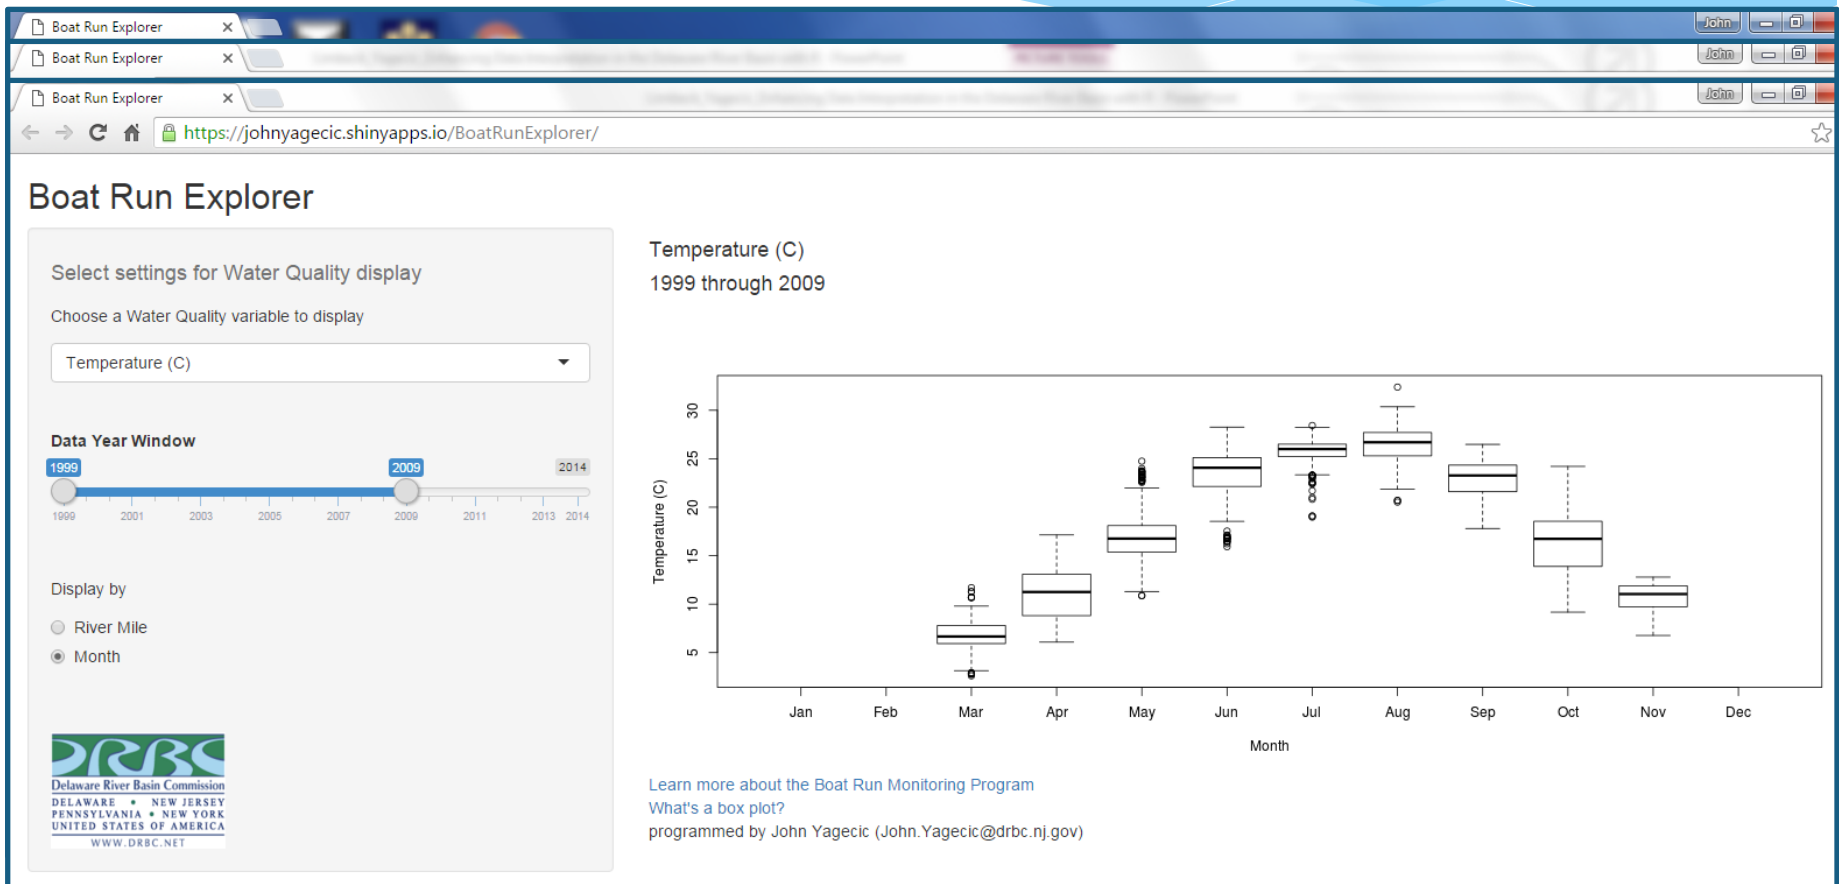 Boat Run Explorer
John
Boat Run Explorer
John
Boat Run Explorer
John
https://johnyagecic.shinyapps.io/BoatRunExplorer/
Boat Run Explorer
Select settings for Water Quality display
Choose a Water Quality variable to display
Temperature (C)
Data Year Window
1999 2009 2014
1999 2001 2003 2005 2007 2009 2011 2013 2014
Display by
River Mile
Month
DRBC
Delaware River Basin Commission
DELAWARE • NEW JERSEY
PENNSYLVANIA • NEW YORK
UNITED STATES OF AMERICA
WWW.DRBC.NET
Temperature (C)
1999 through 2009
Temperature (C)
30
25
20
15
10
5
Jan Feb Mar Apr May Jun Jul Aug Sep Oct Nov Dec
Month
Learn more about the Boat Run Monitoring Program
What's a box plot?
programmed by John Yagecic (John.Yagecic@drbc.nj.gov)